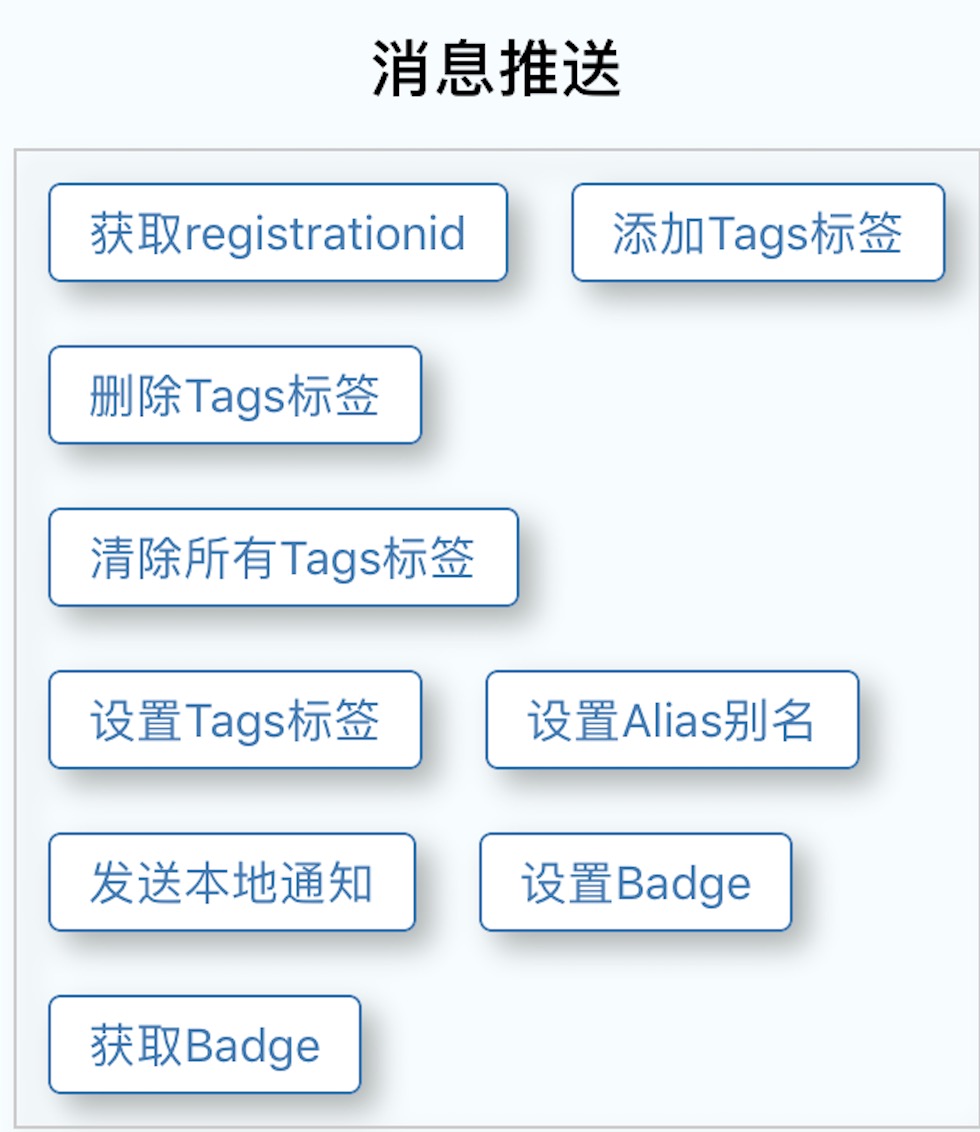 消息推送
获取registrationid
添加Tags标签
删除Tags标签
清除所有Tags标签
设置Tags标签
设置Alias别名
发送本地通知
设置Badge
获取Badge